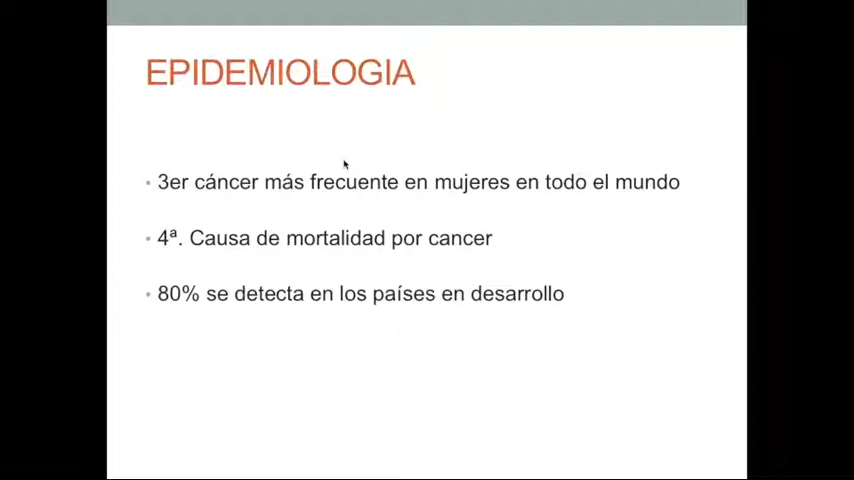 EPIDEMIOLOGIA
• 3er cáncer más frecuente en mujeres en todo el mundo
• 4ª. Causa de mortalidad por cancer
• 80% se detecta en los países en desarrollo